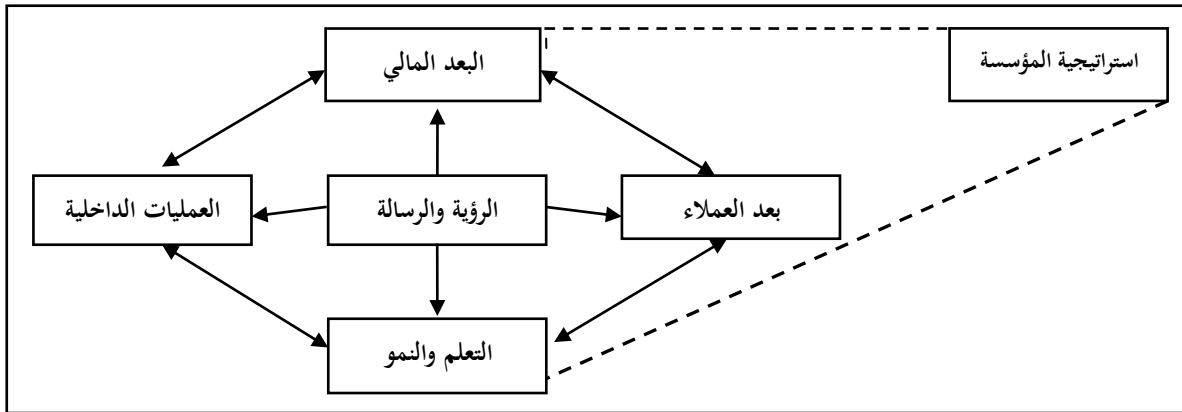 البعد المالي
استراتيجية المؤسسة
بعد العملاء
الرؤية والرسالة
العمليات الداخلية
التعلم والنمو